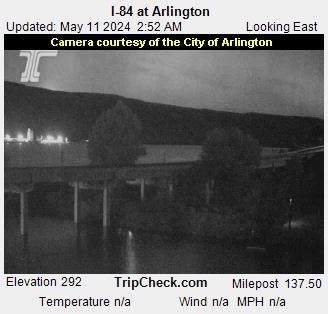 I-84 at Arlington
Updated: May 11 2024 2:52 AM Looking East
Camera courtesy of the City of Arlington
Elevation 292 TripCheck.com Milepost 137.50
Temperature n/a Wind n/a MPH n/a